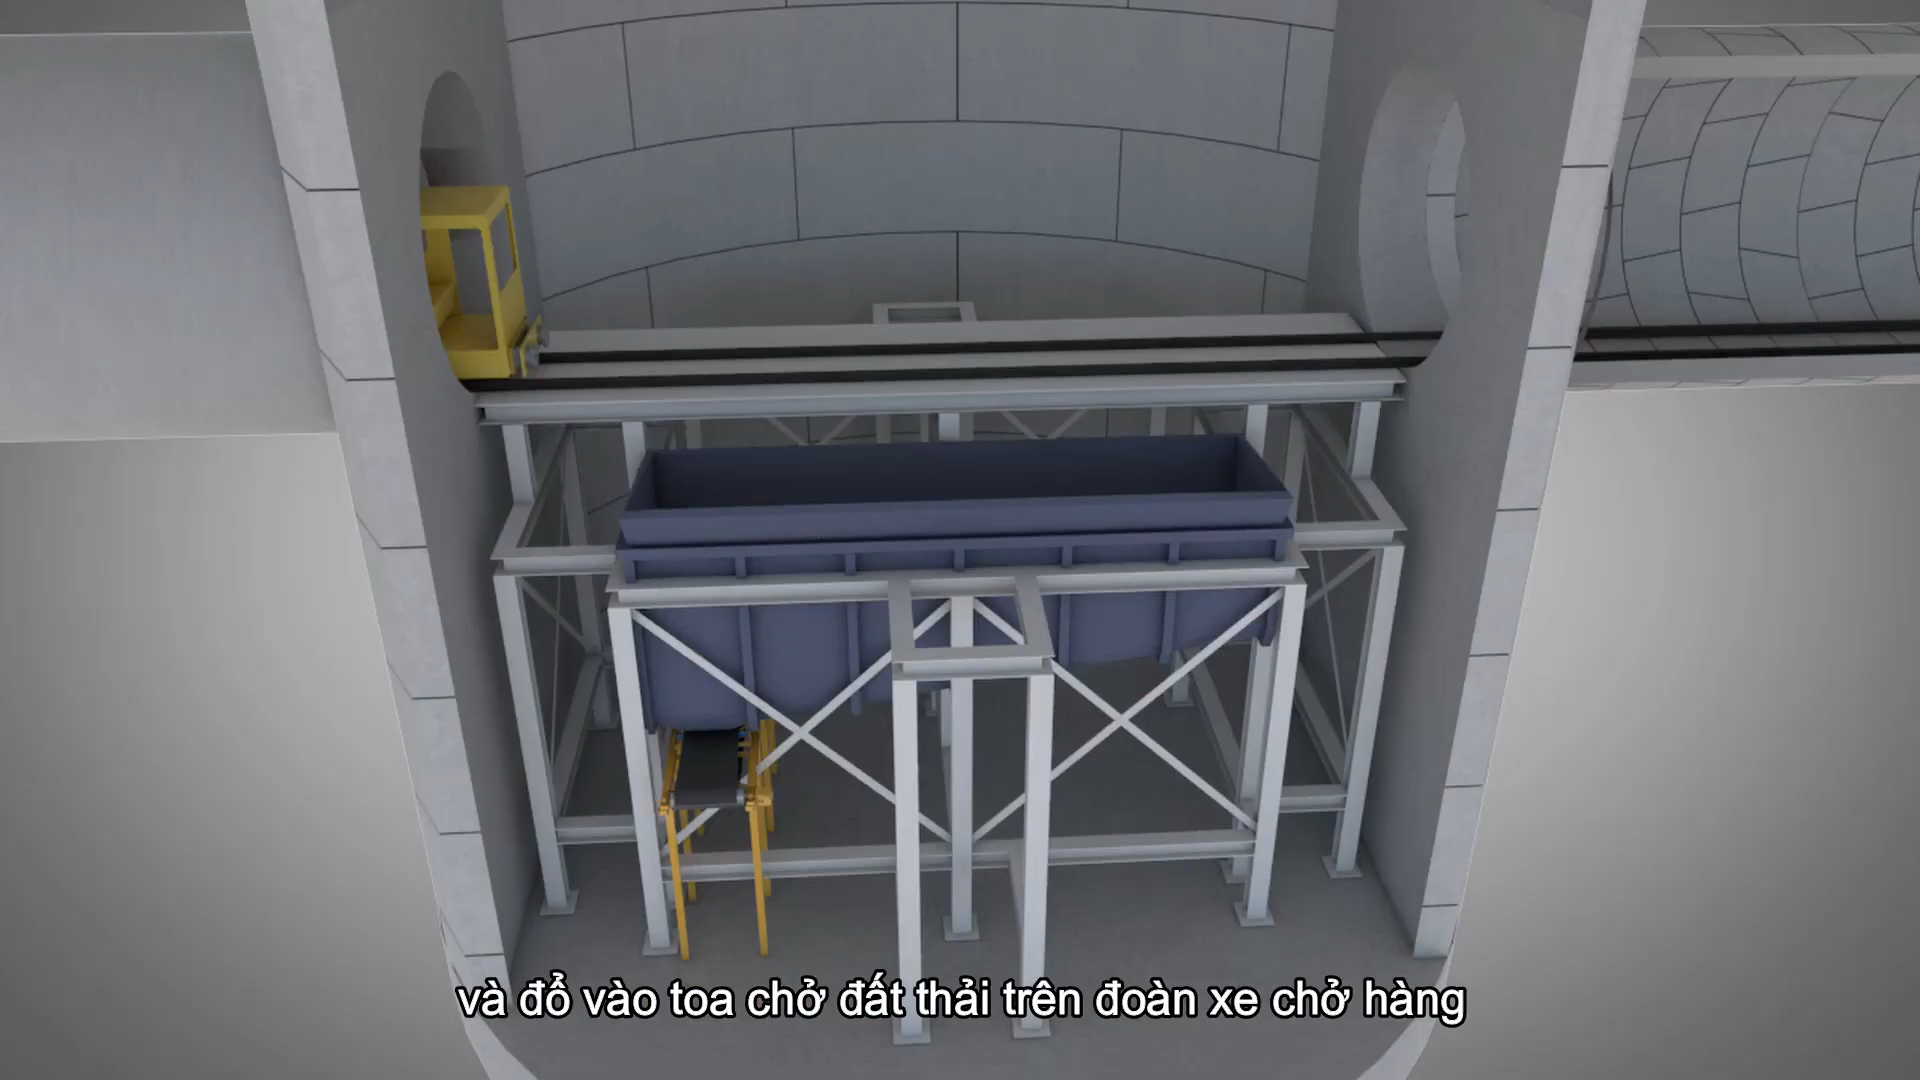 và đổ vào toa chở đất thải trên đoàn xe chở hàng